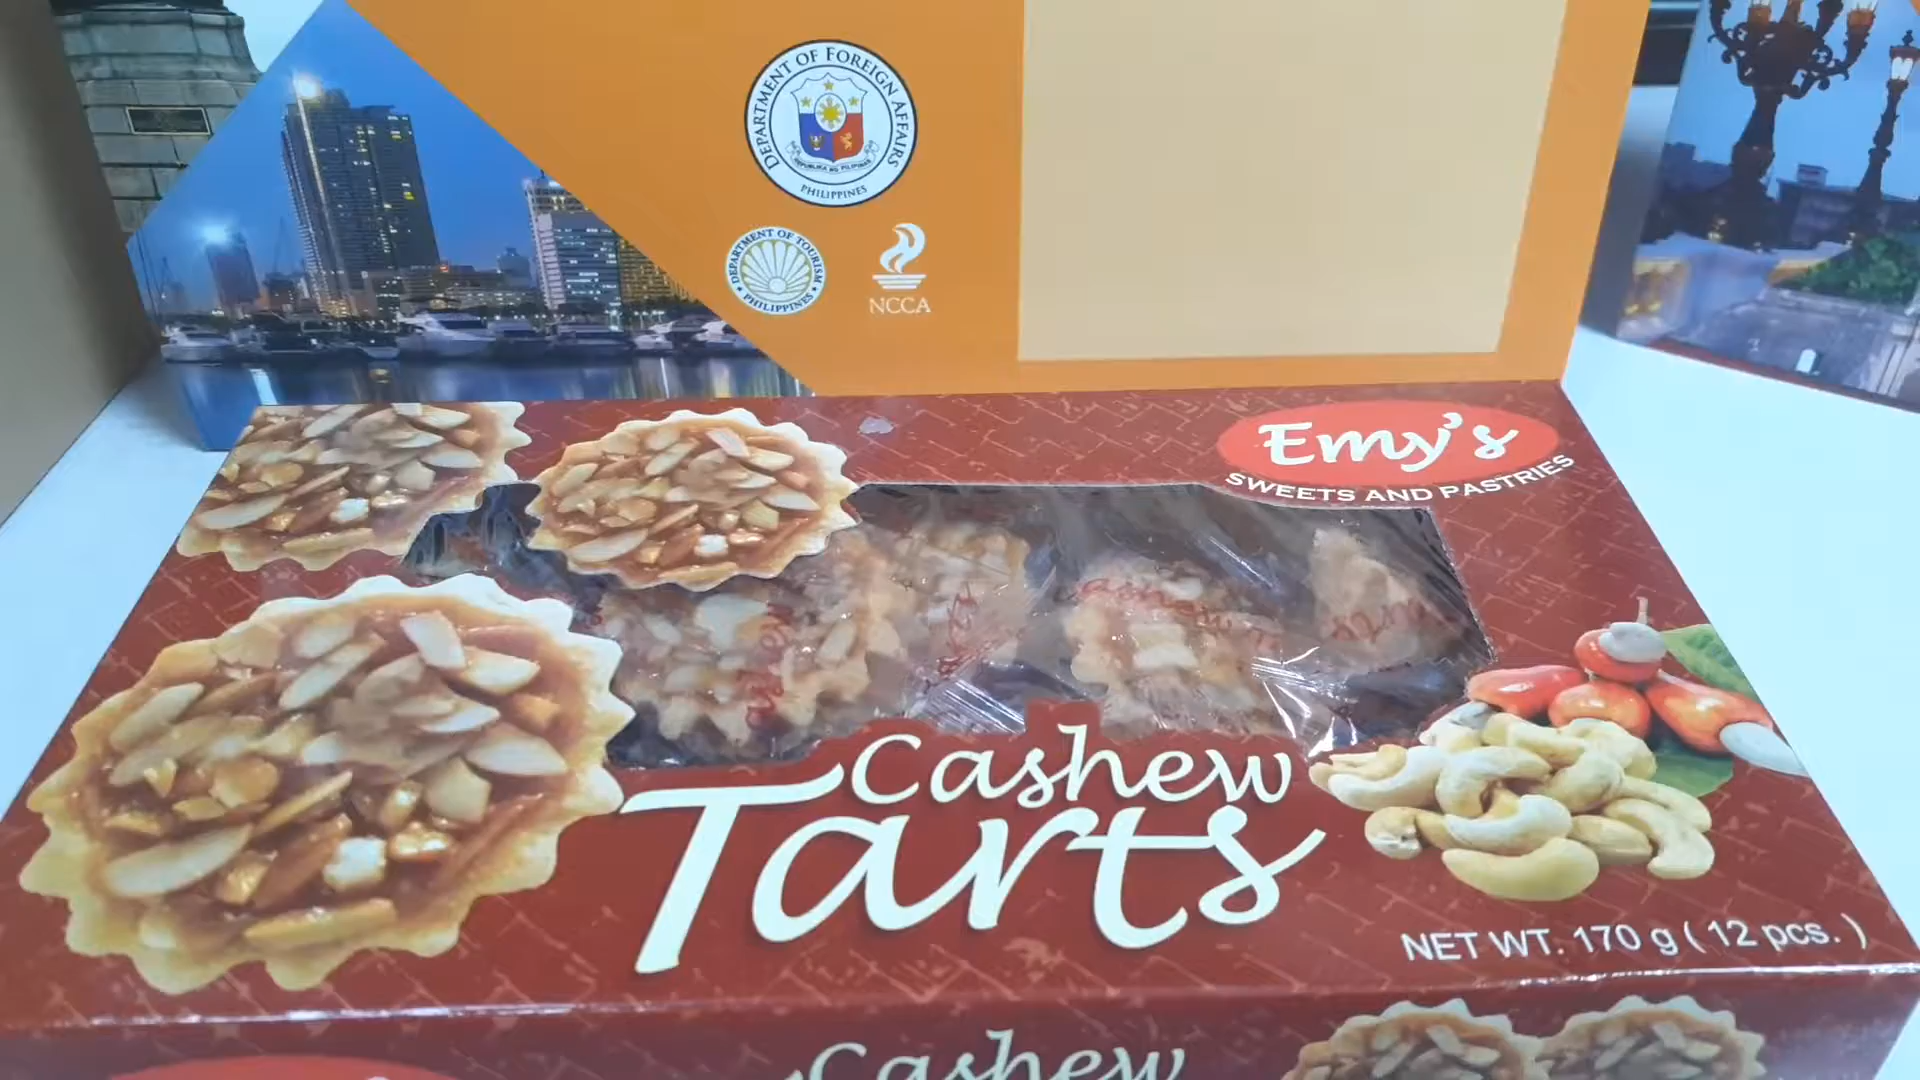 DEPARTMENT OF FOREIGN AFFAIRS
REPUBLIKA NG PILIPINAS
PHILIPPINES
DEPARTMENT OF TOURISM
PHILIPPINES
NCCA
Emy's
SWEETS AND PASTRIES
Cashew
Tarts
NET WT. 170 g ( 12 pcs. )
Cashew